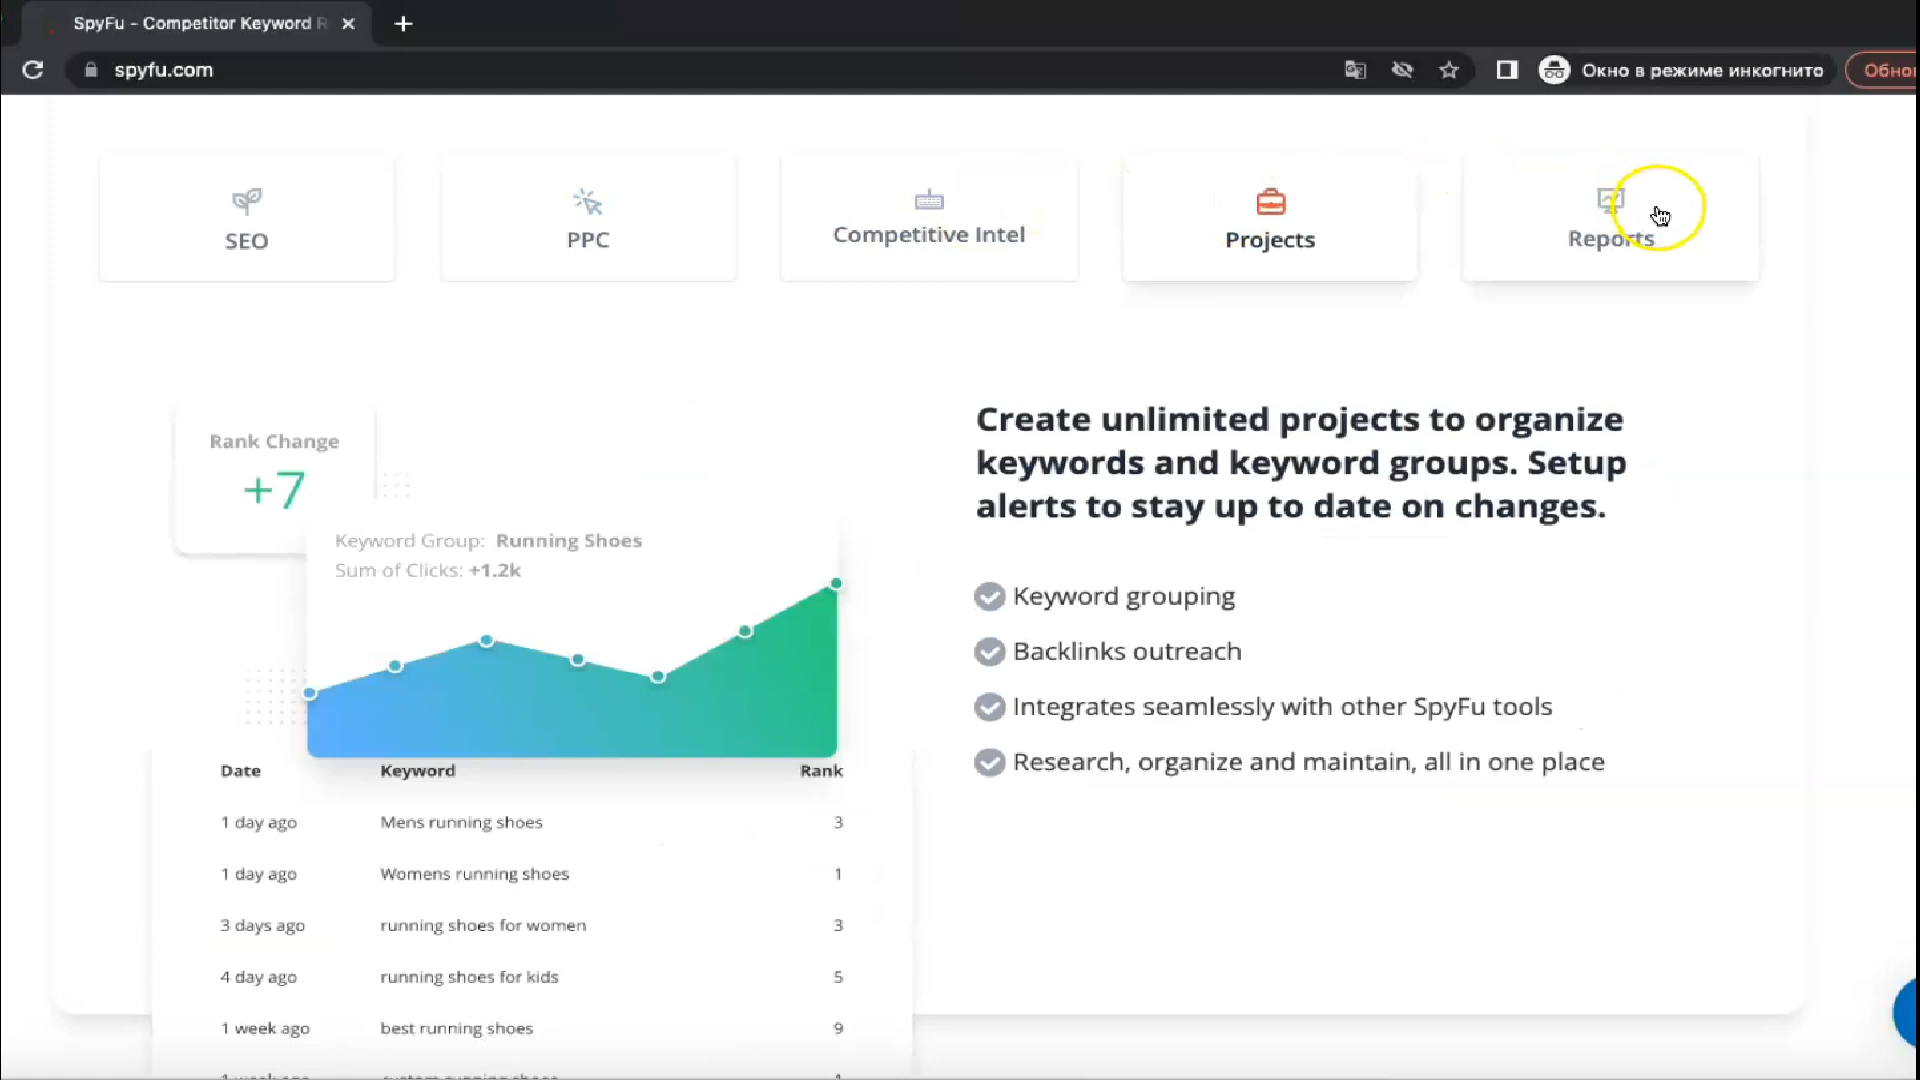 SpyFu - Competitor Keyword R
spyfu.com
Окно в режиме инкогнито
Обно
SEO
PPC
Competitive Intel
Projects
Reports
Rank Change
+7
Keyword Group: Running Shoes
Sum of Clicks: +1.2k
Create unlimited projects to organize
keywords and keyword groups. Setup
alerts to stay up to date on changes.
Keyword grouping
Backlinks outreach
Integrates seamlessly with other SpyFu tools
Research, organize and maintain, all in one place
Date Keyword Rank
1 day ago Mens running shoes 3
1 day ago Womens running shoes 1
3 days ago running shoes for women 3
4 day ago running shoes for kids 5
1 week ago best running shoes 9